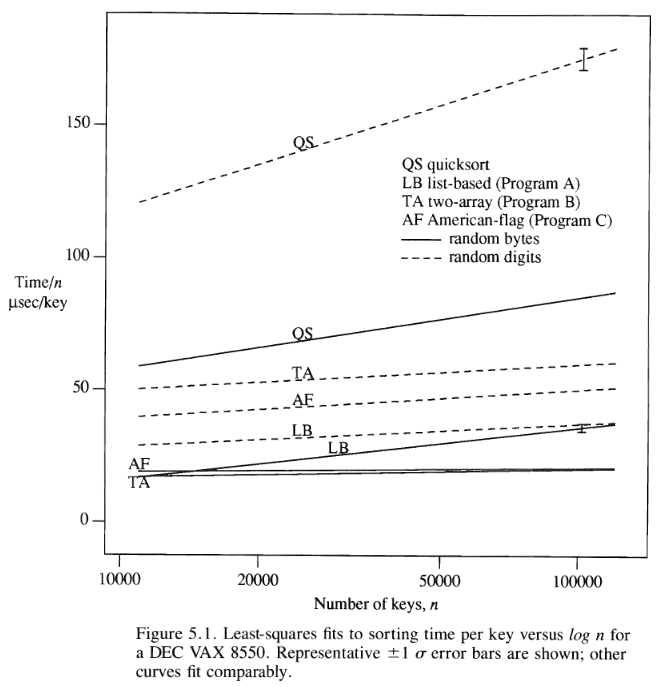 150
100
50
0
Time/n
μsec/key
QS
QS
TA
AF
LB
LB
AF
TA
QS quicksort
LB list-based (Program A)
TA two-array (Program B)
AF American-flag (Program C)
random bytes
random digits
10000
20000
50000
100000
Number of keys, n
Figure 5.1. Least-squares fits to sorting time per key versus log n for
a DEC VAX 8550. Representative ±1 σ error bars are shown; other
curves fit comparably.